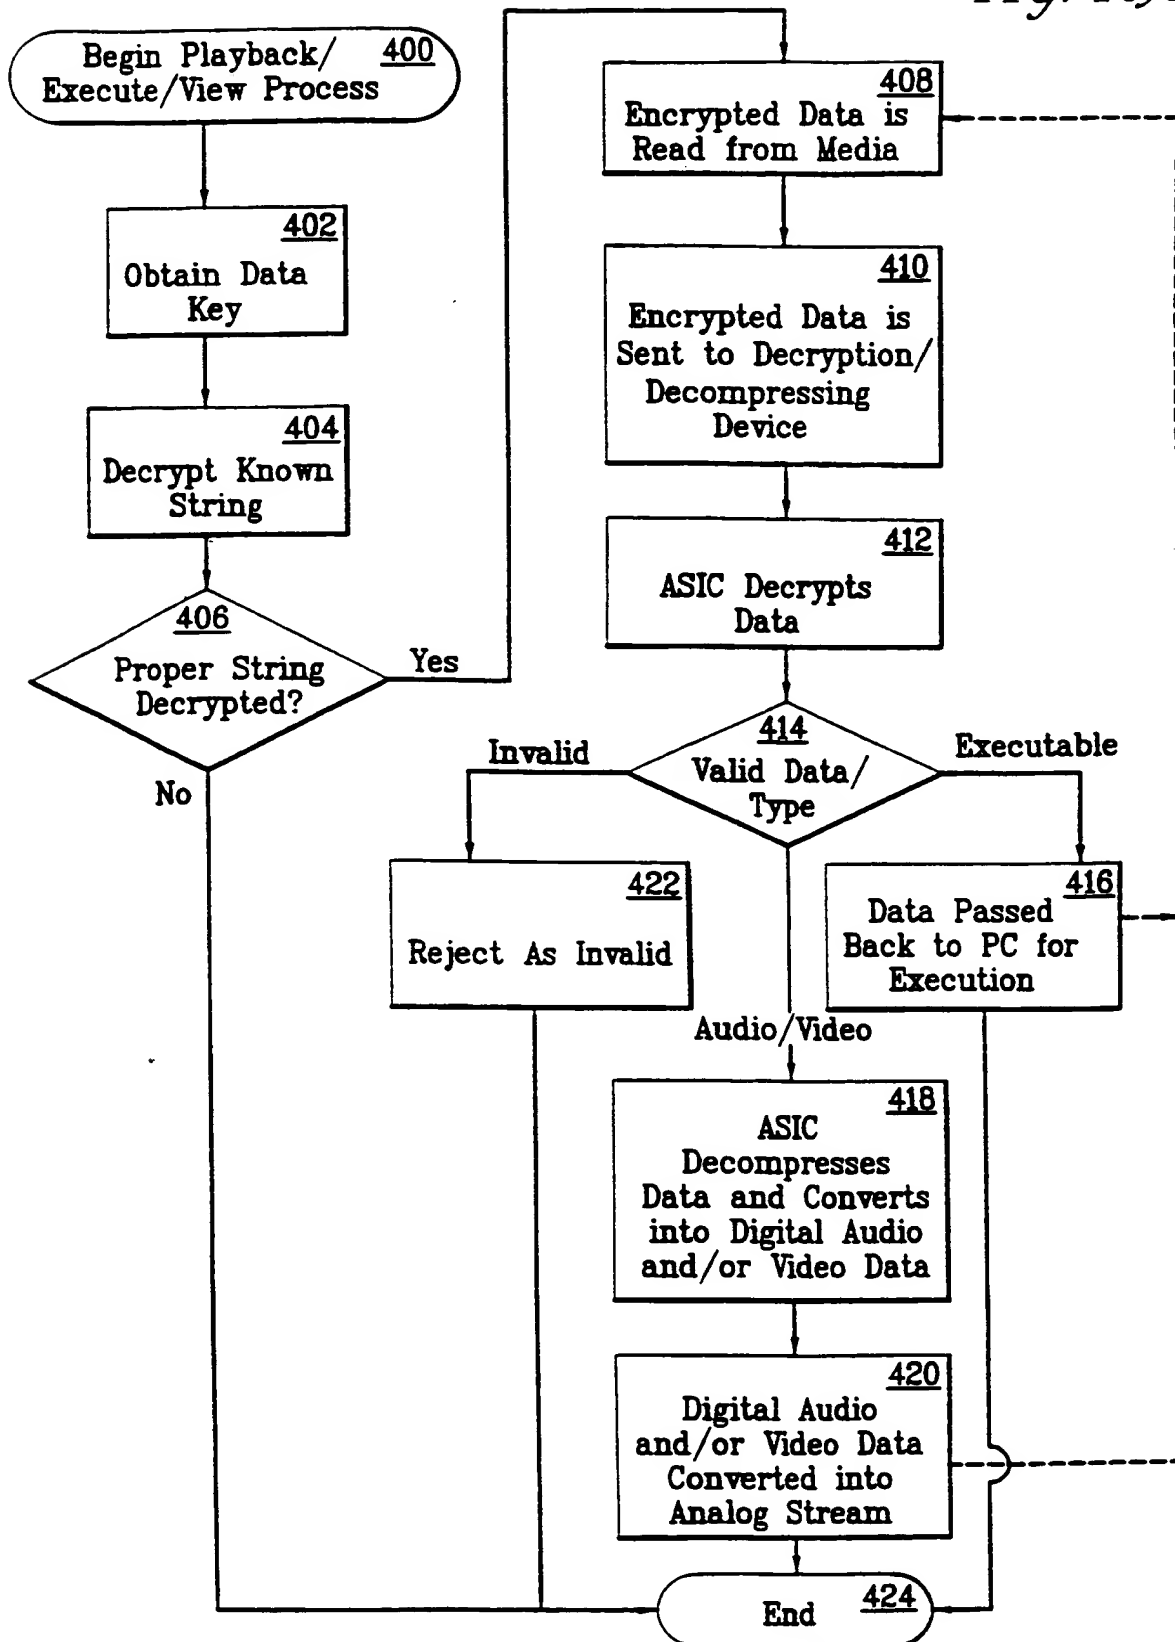 Begin Playback/ 400
Execute/View Process
402
Obtain Data
Key
404
Decrypt Known
String
406
Proper String
Decrypted?
Yes
No
408
Encrypted Data is
Read from Media
410
Encrypted Data is
Sent to Decryption/
Decompressing
Device
412
ASIC Decrypts
Data
414
Valid Data/
Type
Invalid
Executable
422
Reject As Invalid
416
Data Passed
Back to PC for
Execution
Audio/Video
418
ASIC
Decompresses
Data and Converts
into Digital Audio
and/or Video Data
420
Digital Audio
and/or Video Data
Converted into
Analog Stream
End 424